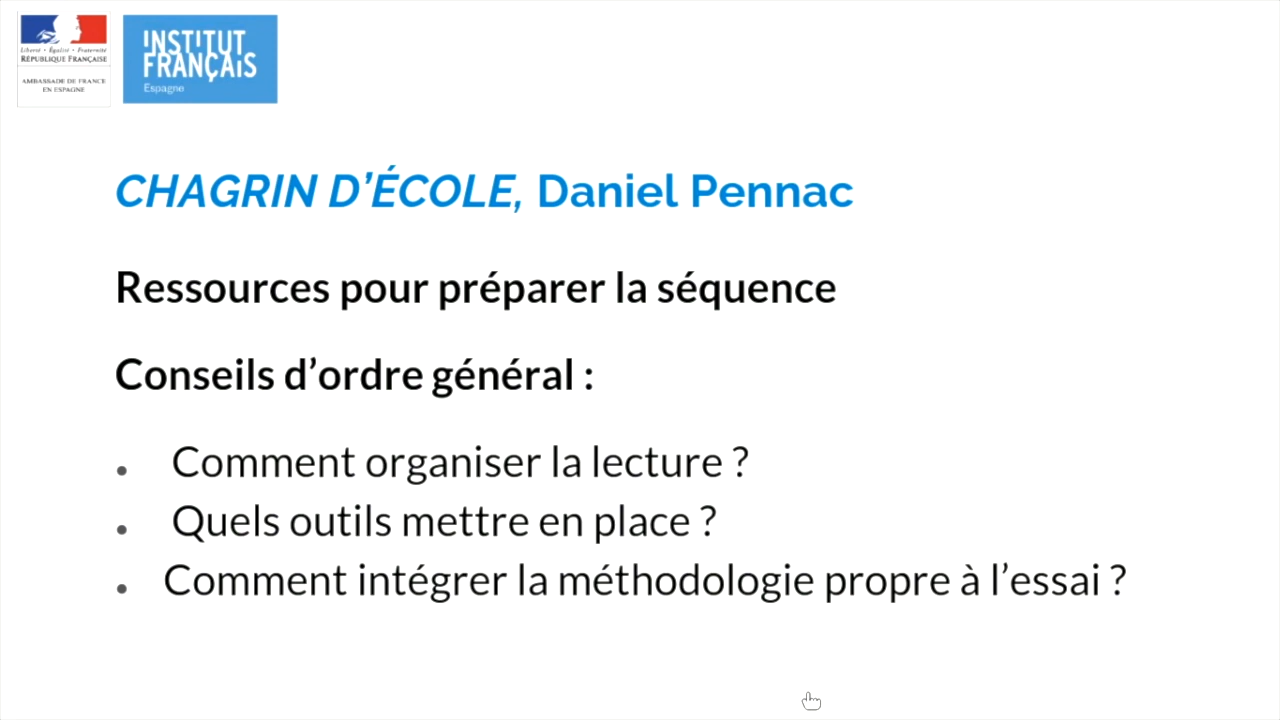 Liberté • Égalité • Fraternité
RÉPUBLIQUE FRANÇAISE
AMBASSADE DE FRANCE
EN ESPAGNE
INSTITUT
FRANÇAIS
Espagne
CHAGRIN D'ÉCOLE, Daniel Pennac
Ressources pour préparer la séquence
Conseils d'ordre général :
• Comment organiser la lecture ?
• Quels outils mettre en place ?
• Comment intégrer la méthodologie propre à l'essai ?